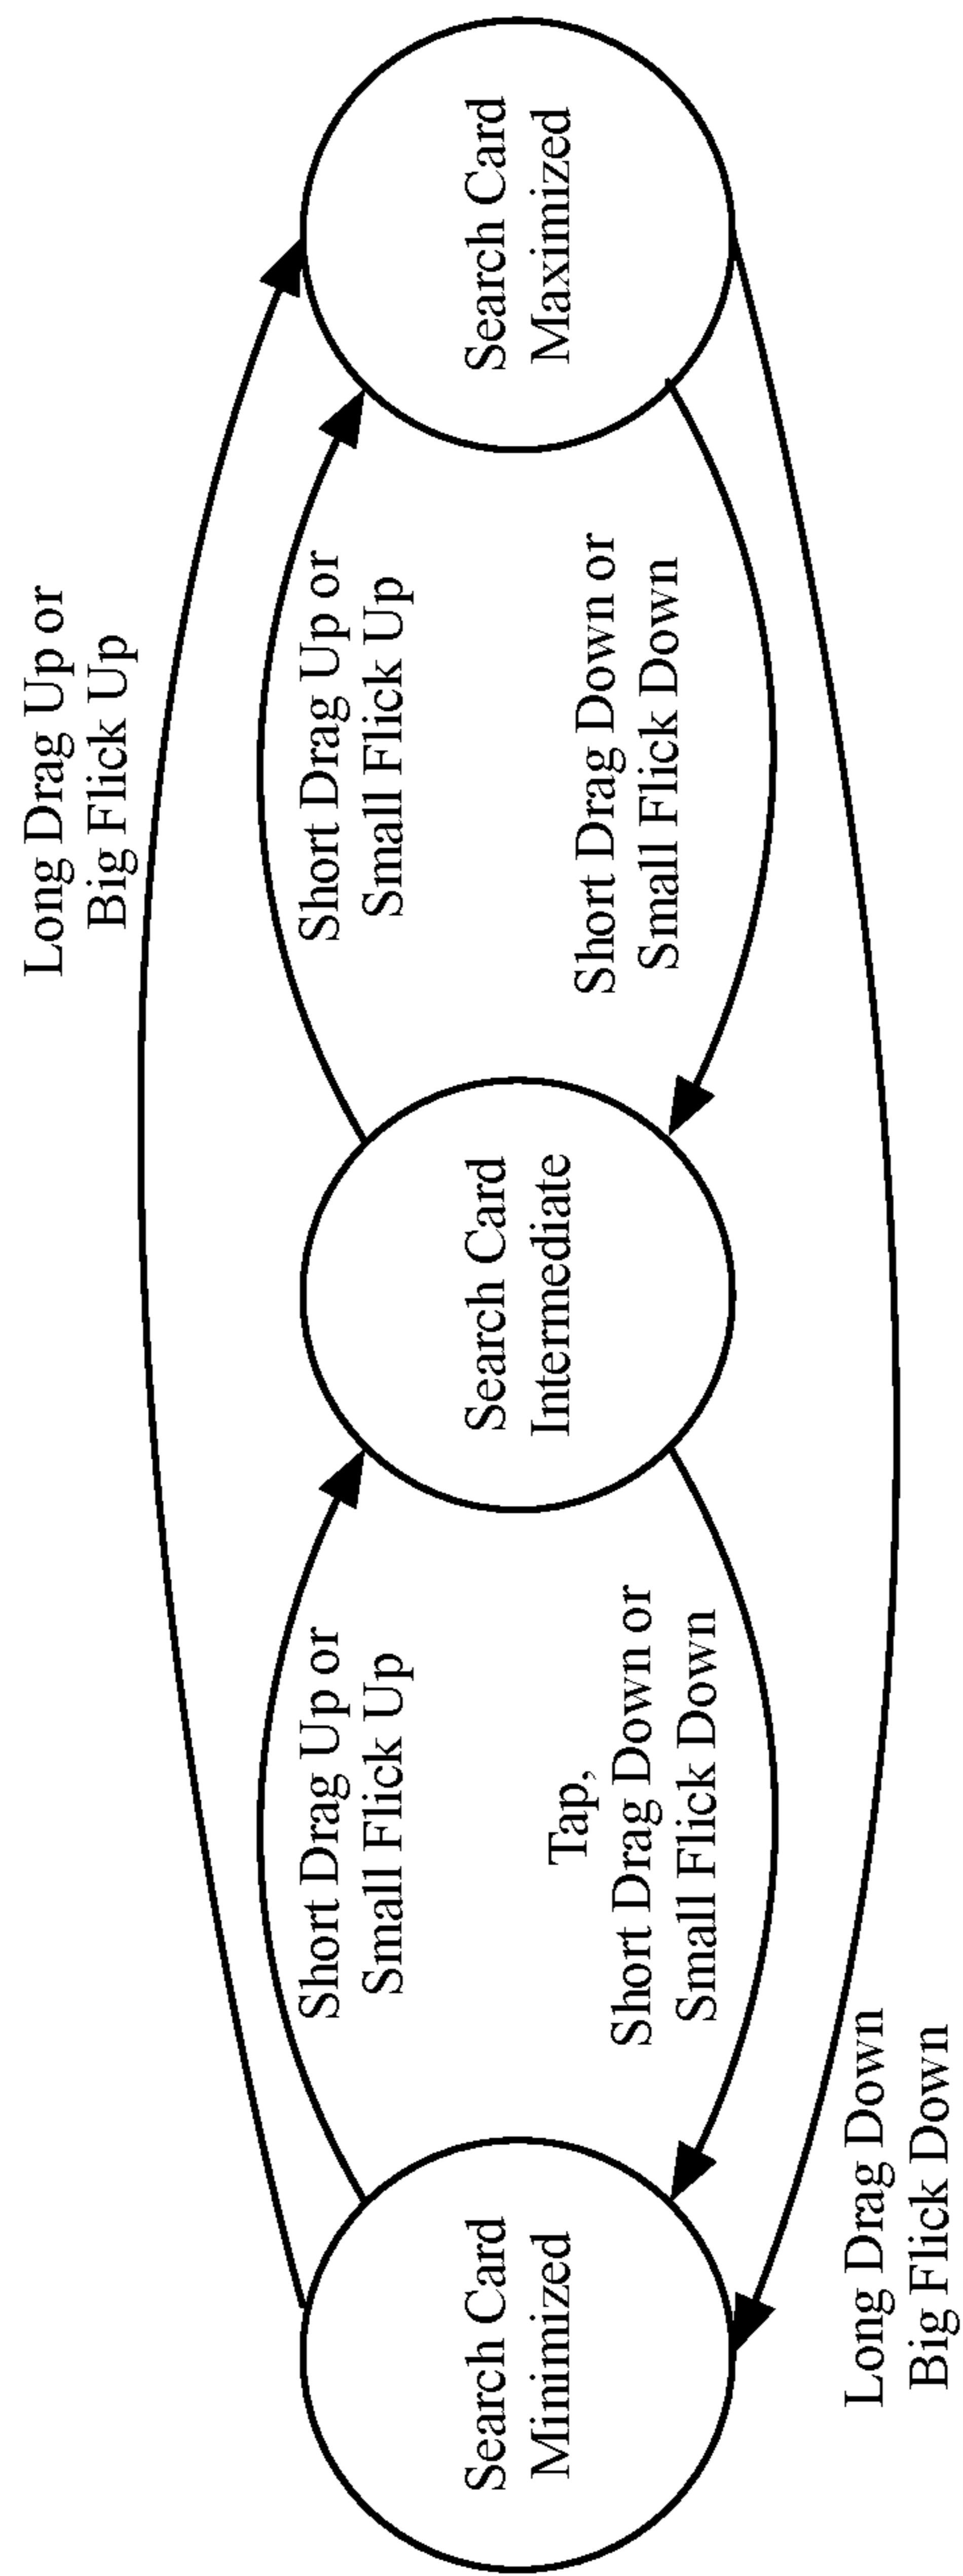 Long Drag Up or
Big Flick Up
Short Drag Up or
Small Flick Up
Short Drag Up or
Small Flick Up
Search Card
Minimized
Search Card
Intermediate
Search Card
Maximized
Tap,
Short Drag Down or
Small Flick Down
Short Drag Down or
Small Flick Down
Long Drag Down
Big Flick Down